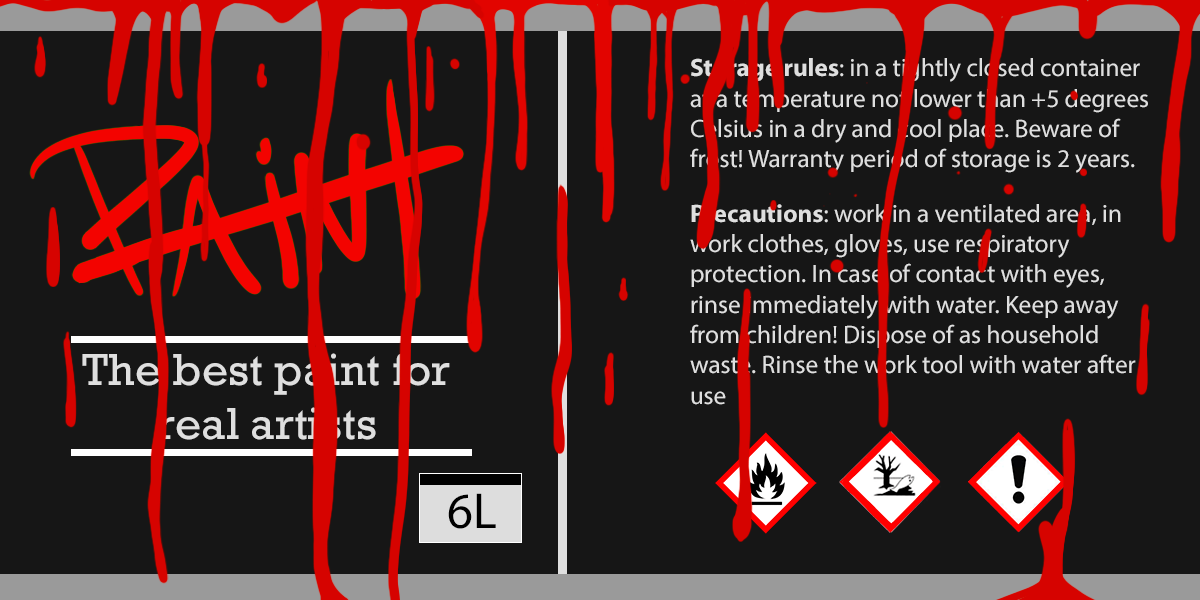 PAINT
The best paint for
real artists
6L
Storage rules: in a tightly closed container
at a temperature not lower than +5 degrees
Celsius in a dry and cool place. Beware of
frost! Warranty period of storage is 2 years.
Precautions: work in a ventilated area, in
work clothes, gloves, use respiratory
protection. In case of contact with eyes,
rinse immediately with water. Keep away
from children! Dispose of as household
waste. Rinse the work tool with water after
use